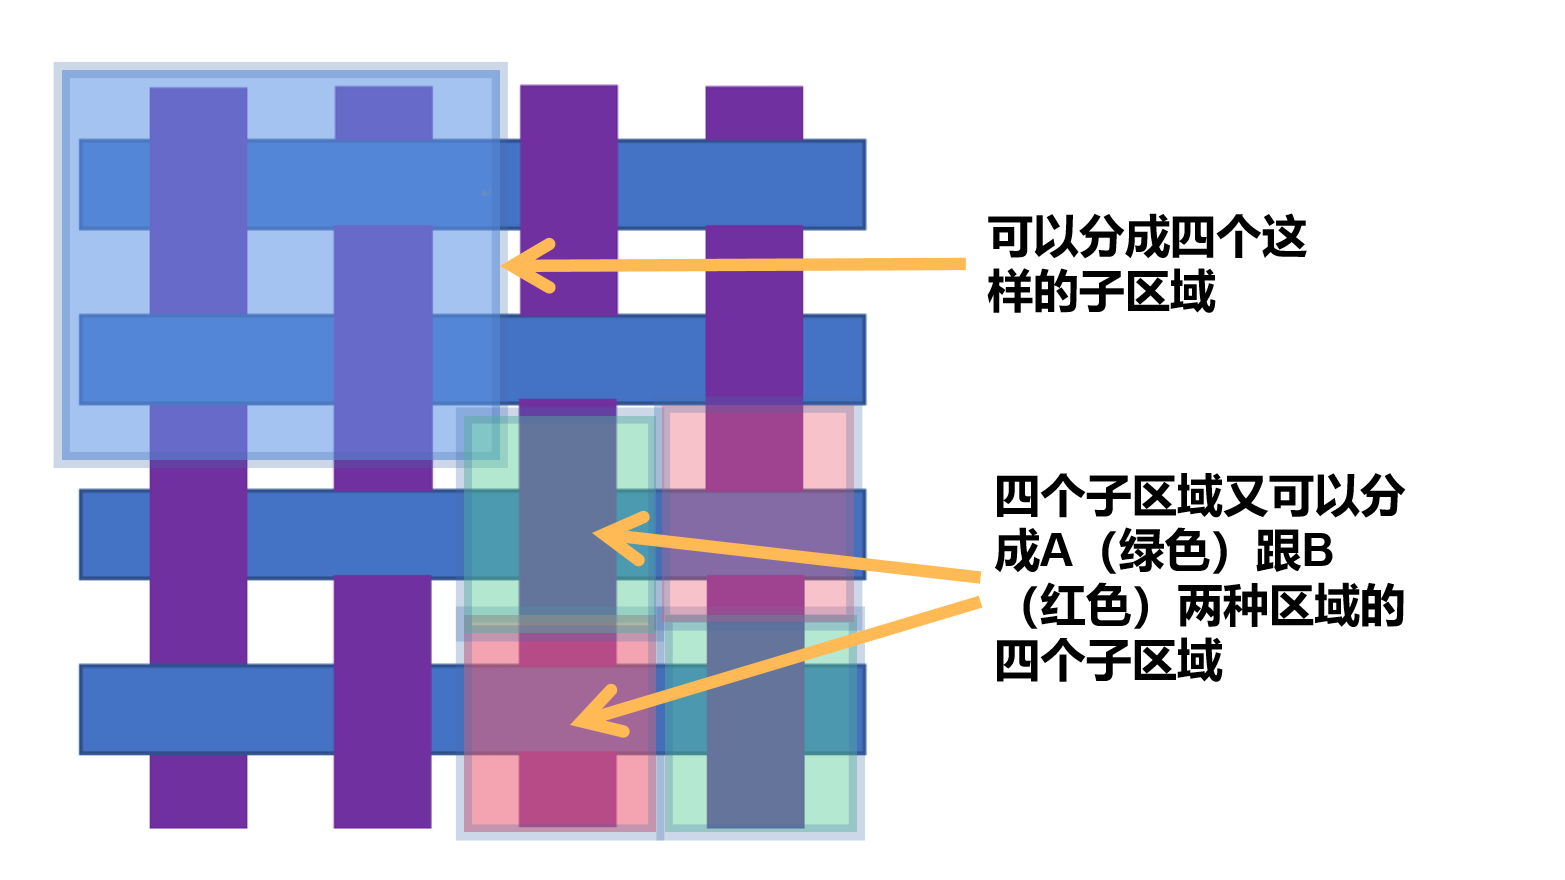 可以分成四个这
样的子区域
四个子区域又可以分
成A（绿色）跟B
（红色）两种区域的
四个子区域